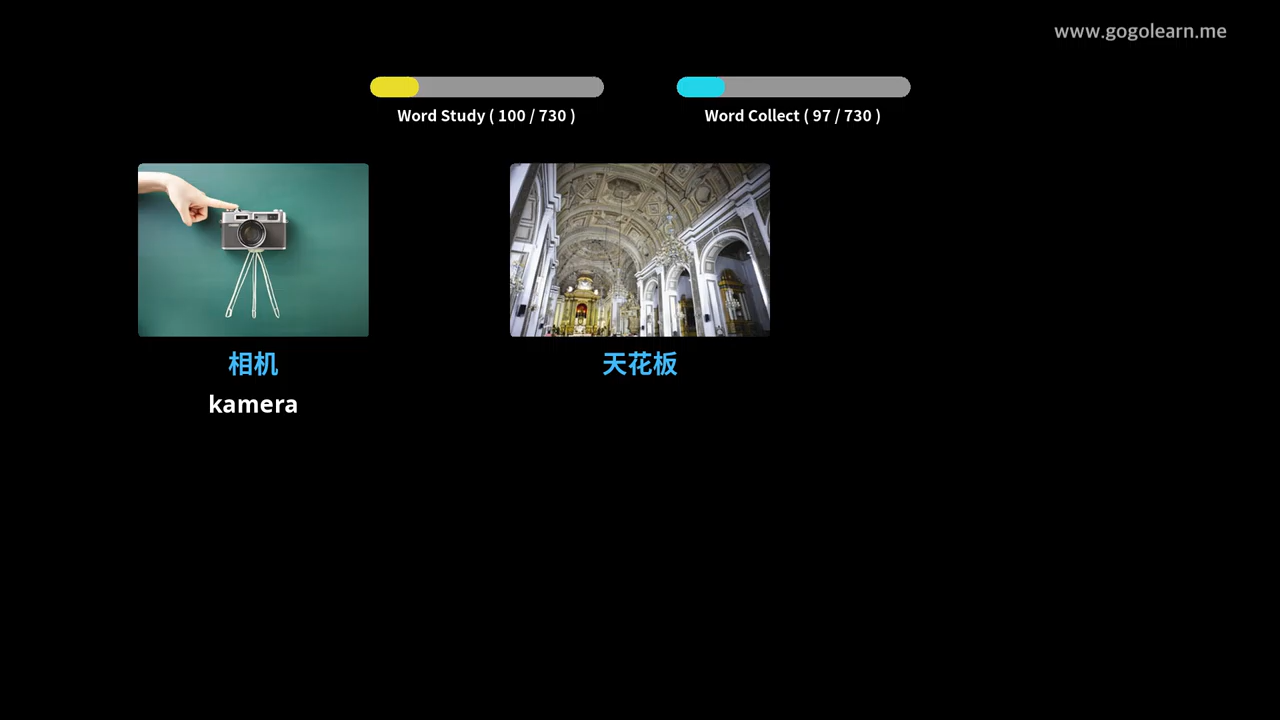 www.gogolearn.me
Word Study ( 100 / 730 )
Word Collect ( 97 / 730 )
相机
kamera
天花板